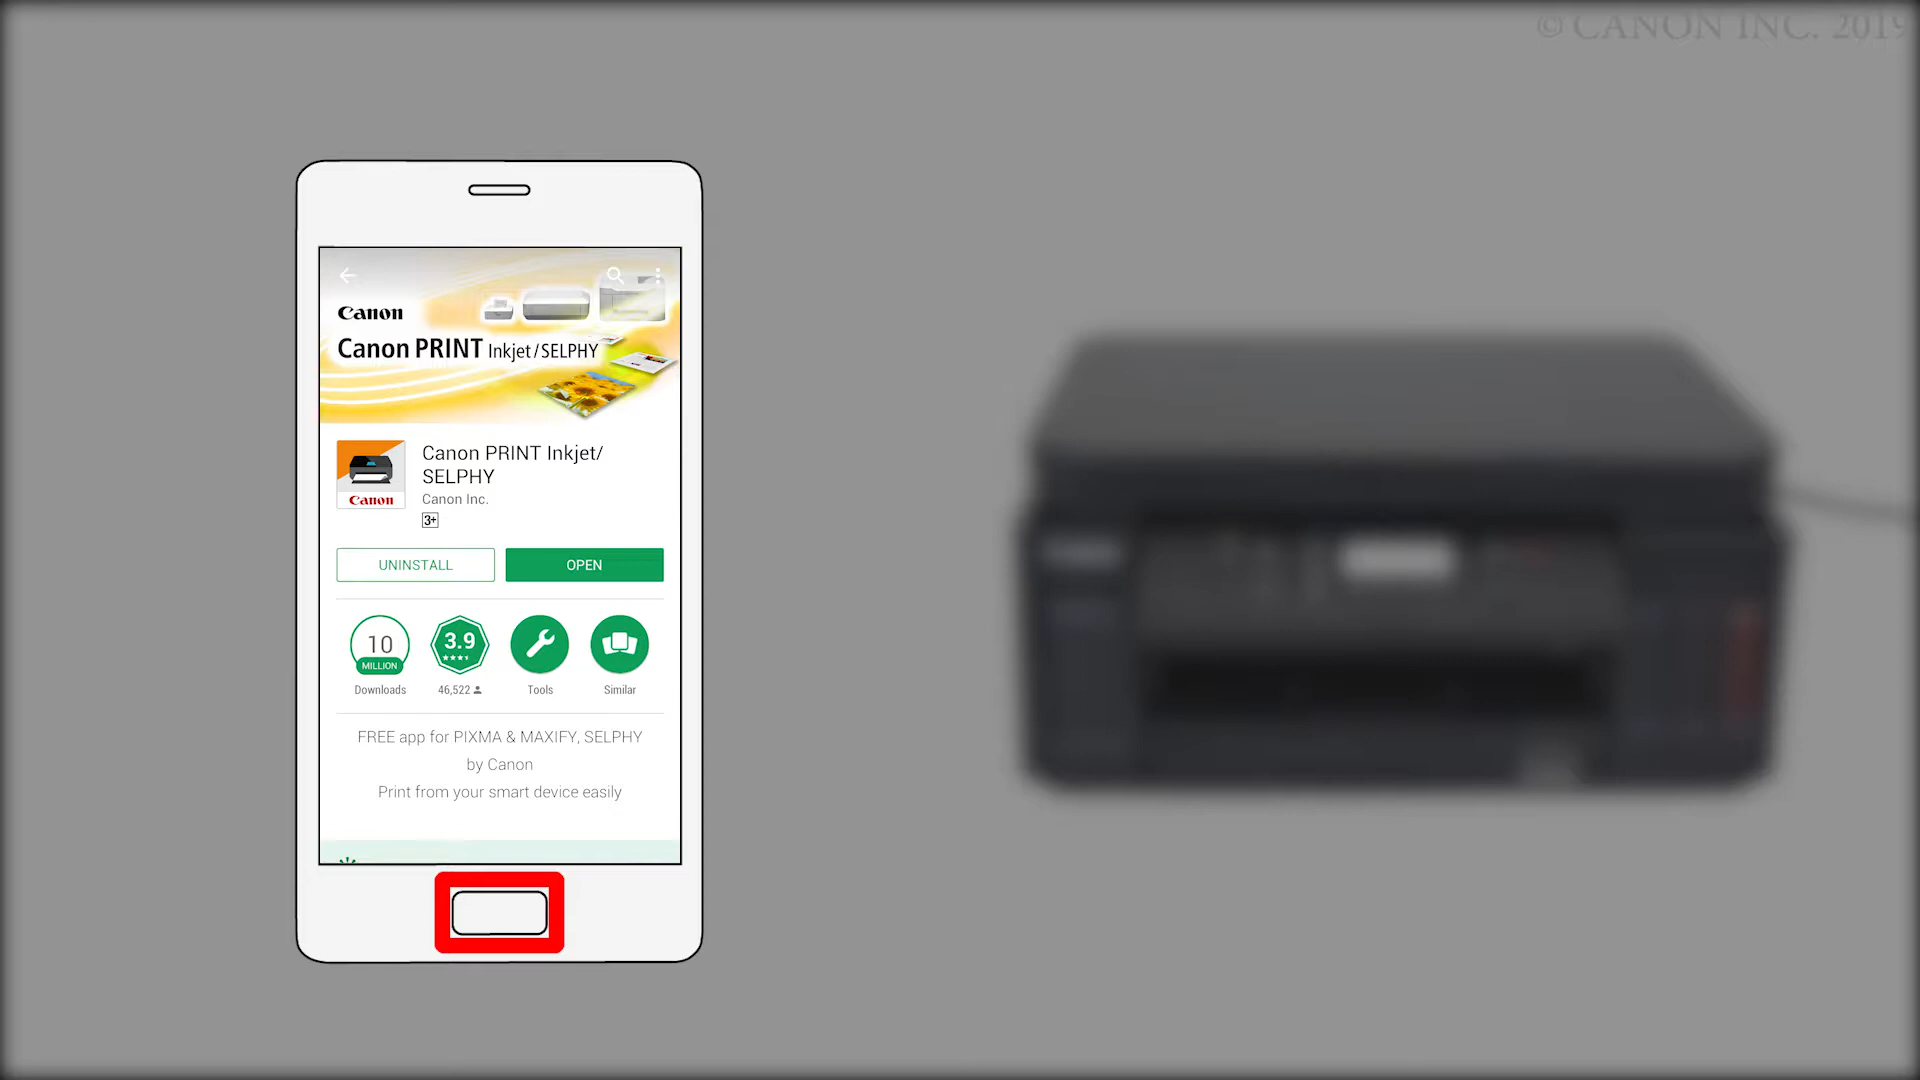 © CANON INC. 2019
Canon
Canon PRINT Inkjet/SELPHY
Canon PRINT Inkjet/
SELPHY
Canon
Canon Inc.
3+
UNINSTALL
OPEN
10
MILLION
3.9
Downloads
46,522
Tools
Similar
FREE app for PIXMA & MAXIFY, SELPHY
by Canon
Print from your smart device easily